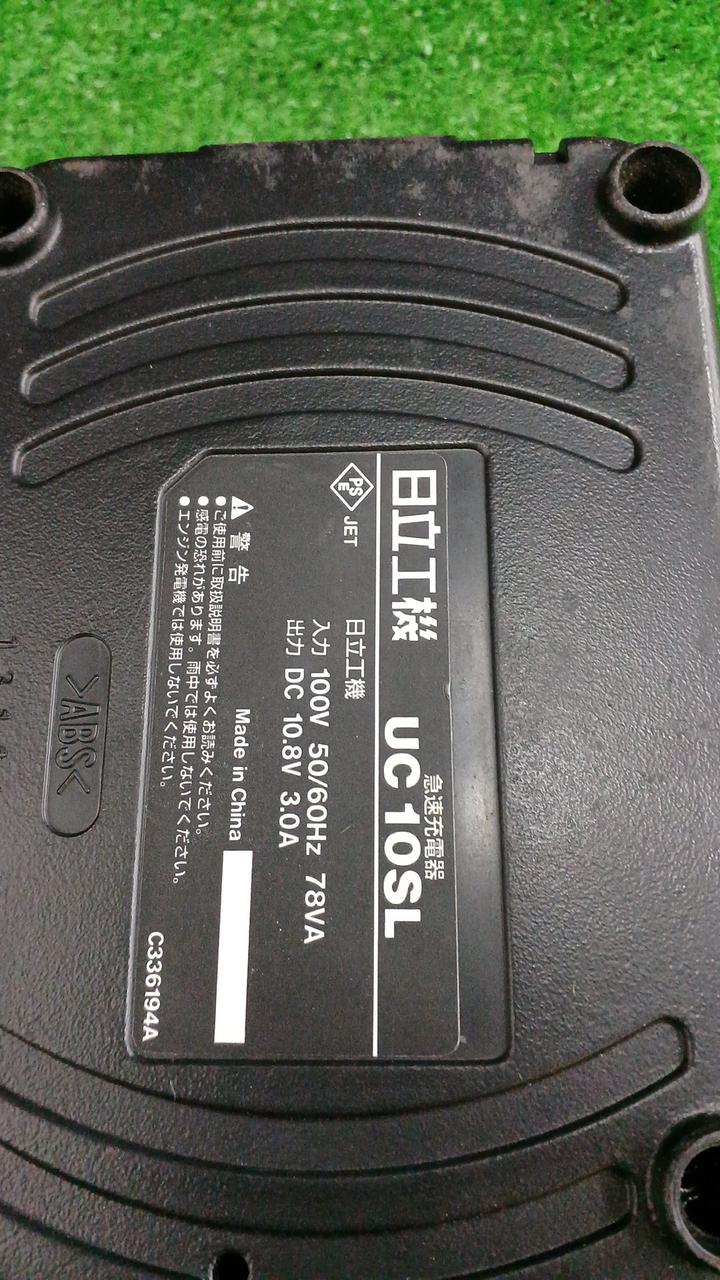 日立工機
急速充電器
UC 10SL
PS
E
JET
日立工機
入力 100V 50/60Hz 78VA
出力 DC 10.8V 3.0A
Made in China
警告
●ご使用前に取扱説明書を必ずよくお読みください。
●感電の恐れがあります。雨中では使用しないでください。
●エンジン発電機では使用しないでください。
C336194A
>ABS<